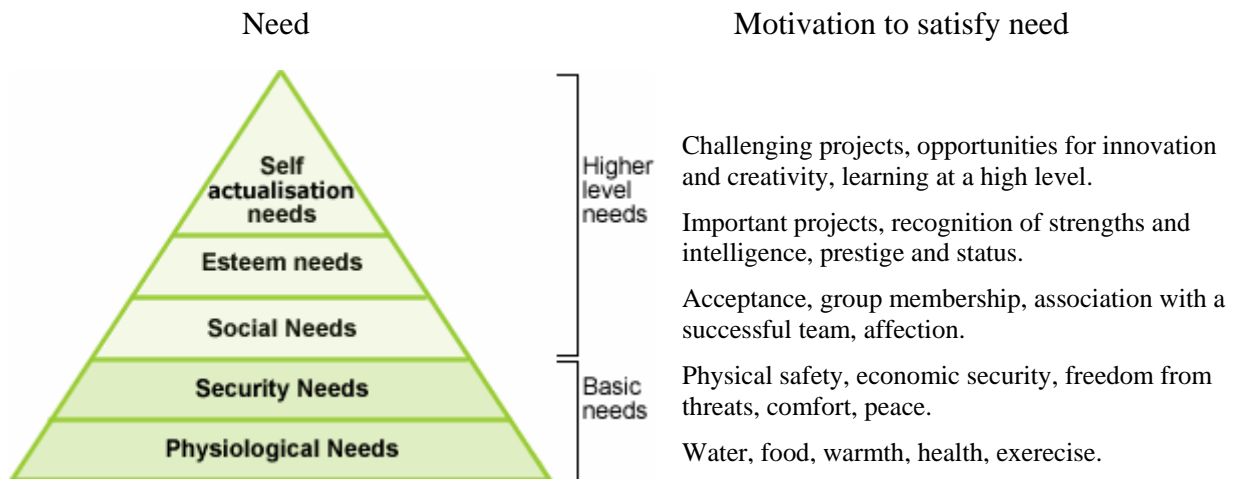 Need
Motivation to satisfy need
Self
actualisation
needs
Higher
level
needs
Challenging projects, opportunities for innovation
and creativity, learning at a high level.
Esteem needs
Important projects, recognition of strengths and
intelligence, prestige and status.
Social Needs
Acceptance, group membership, association with a
successful team, affection.
Security Needs
Basic
needs
Physical safety, economic security, freedom from
threats, comfort, peace.
Physiological Needs
Water, food, warmth, health, exerecise.